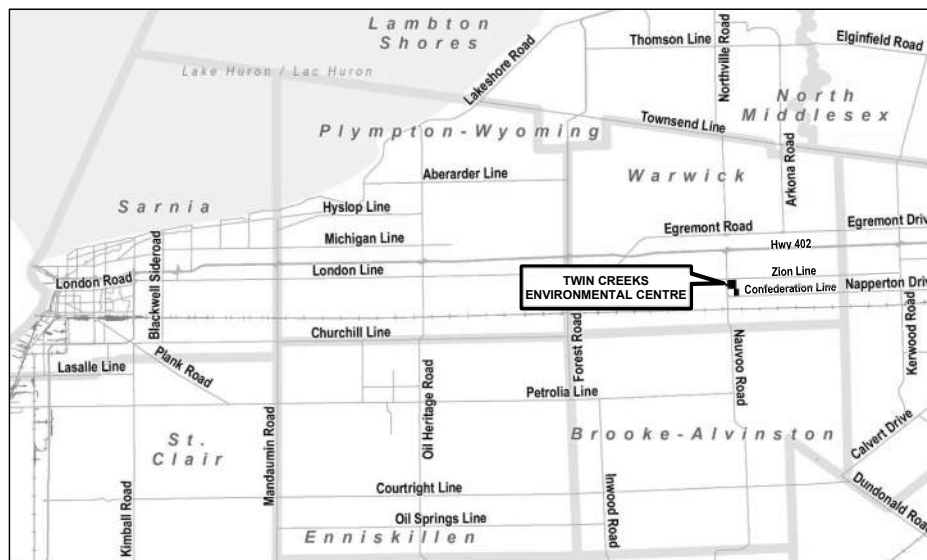 Lambton
Shores
Thomson Line
Northville Road
Elginfield Road
Lake Huron / Lac Huron
Lakeshore Road
North
Middlesex
Plympton-Wyoming
Townsend Line
Arkona Road
Aberarder Line
Warwick
Sarnia
Hyslop Line
Michigan Line
Egremont Road
Egremont Drive
Hwy 402
London Road
Blackwell Sideroad
London Line
TWIN CREEKS
ENVIRONMENTAL CENTRE
Zion Line
Confederation Line
Napperton Driv
Churchill Line
Forest Road
Nauvoo Road
Kerwood Road
Lasalle Line
Plank Road
Oil Heritage Road
Petrolia Line
St.
Clair
Mandaumin Road
Brooke-Alvinston
Calvert Drive
Kimball Road
Courtright Line
Inwood Road
Dundonald Road
Oil Springs Line
Enniskillen